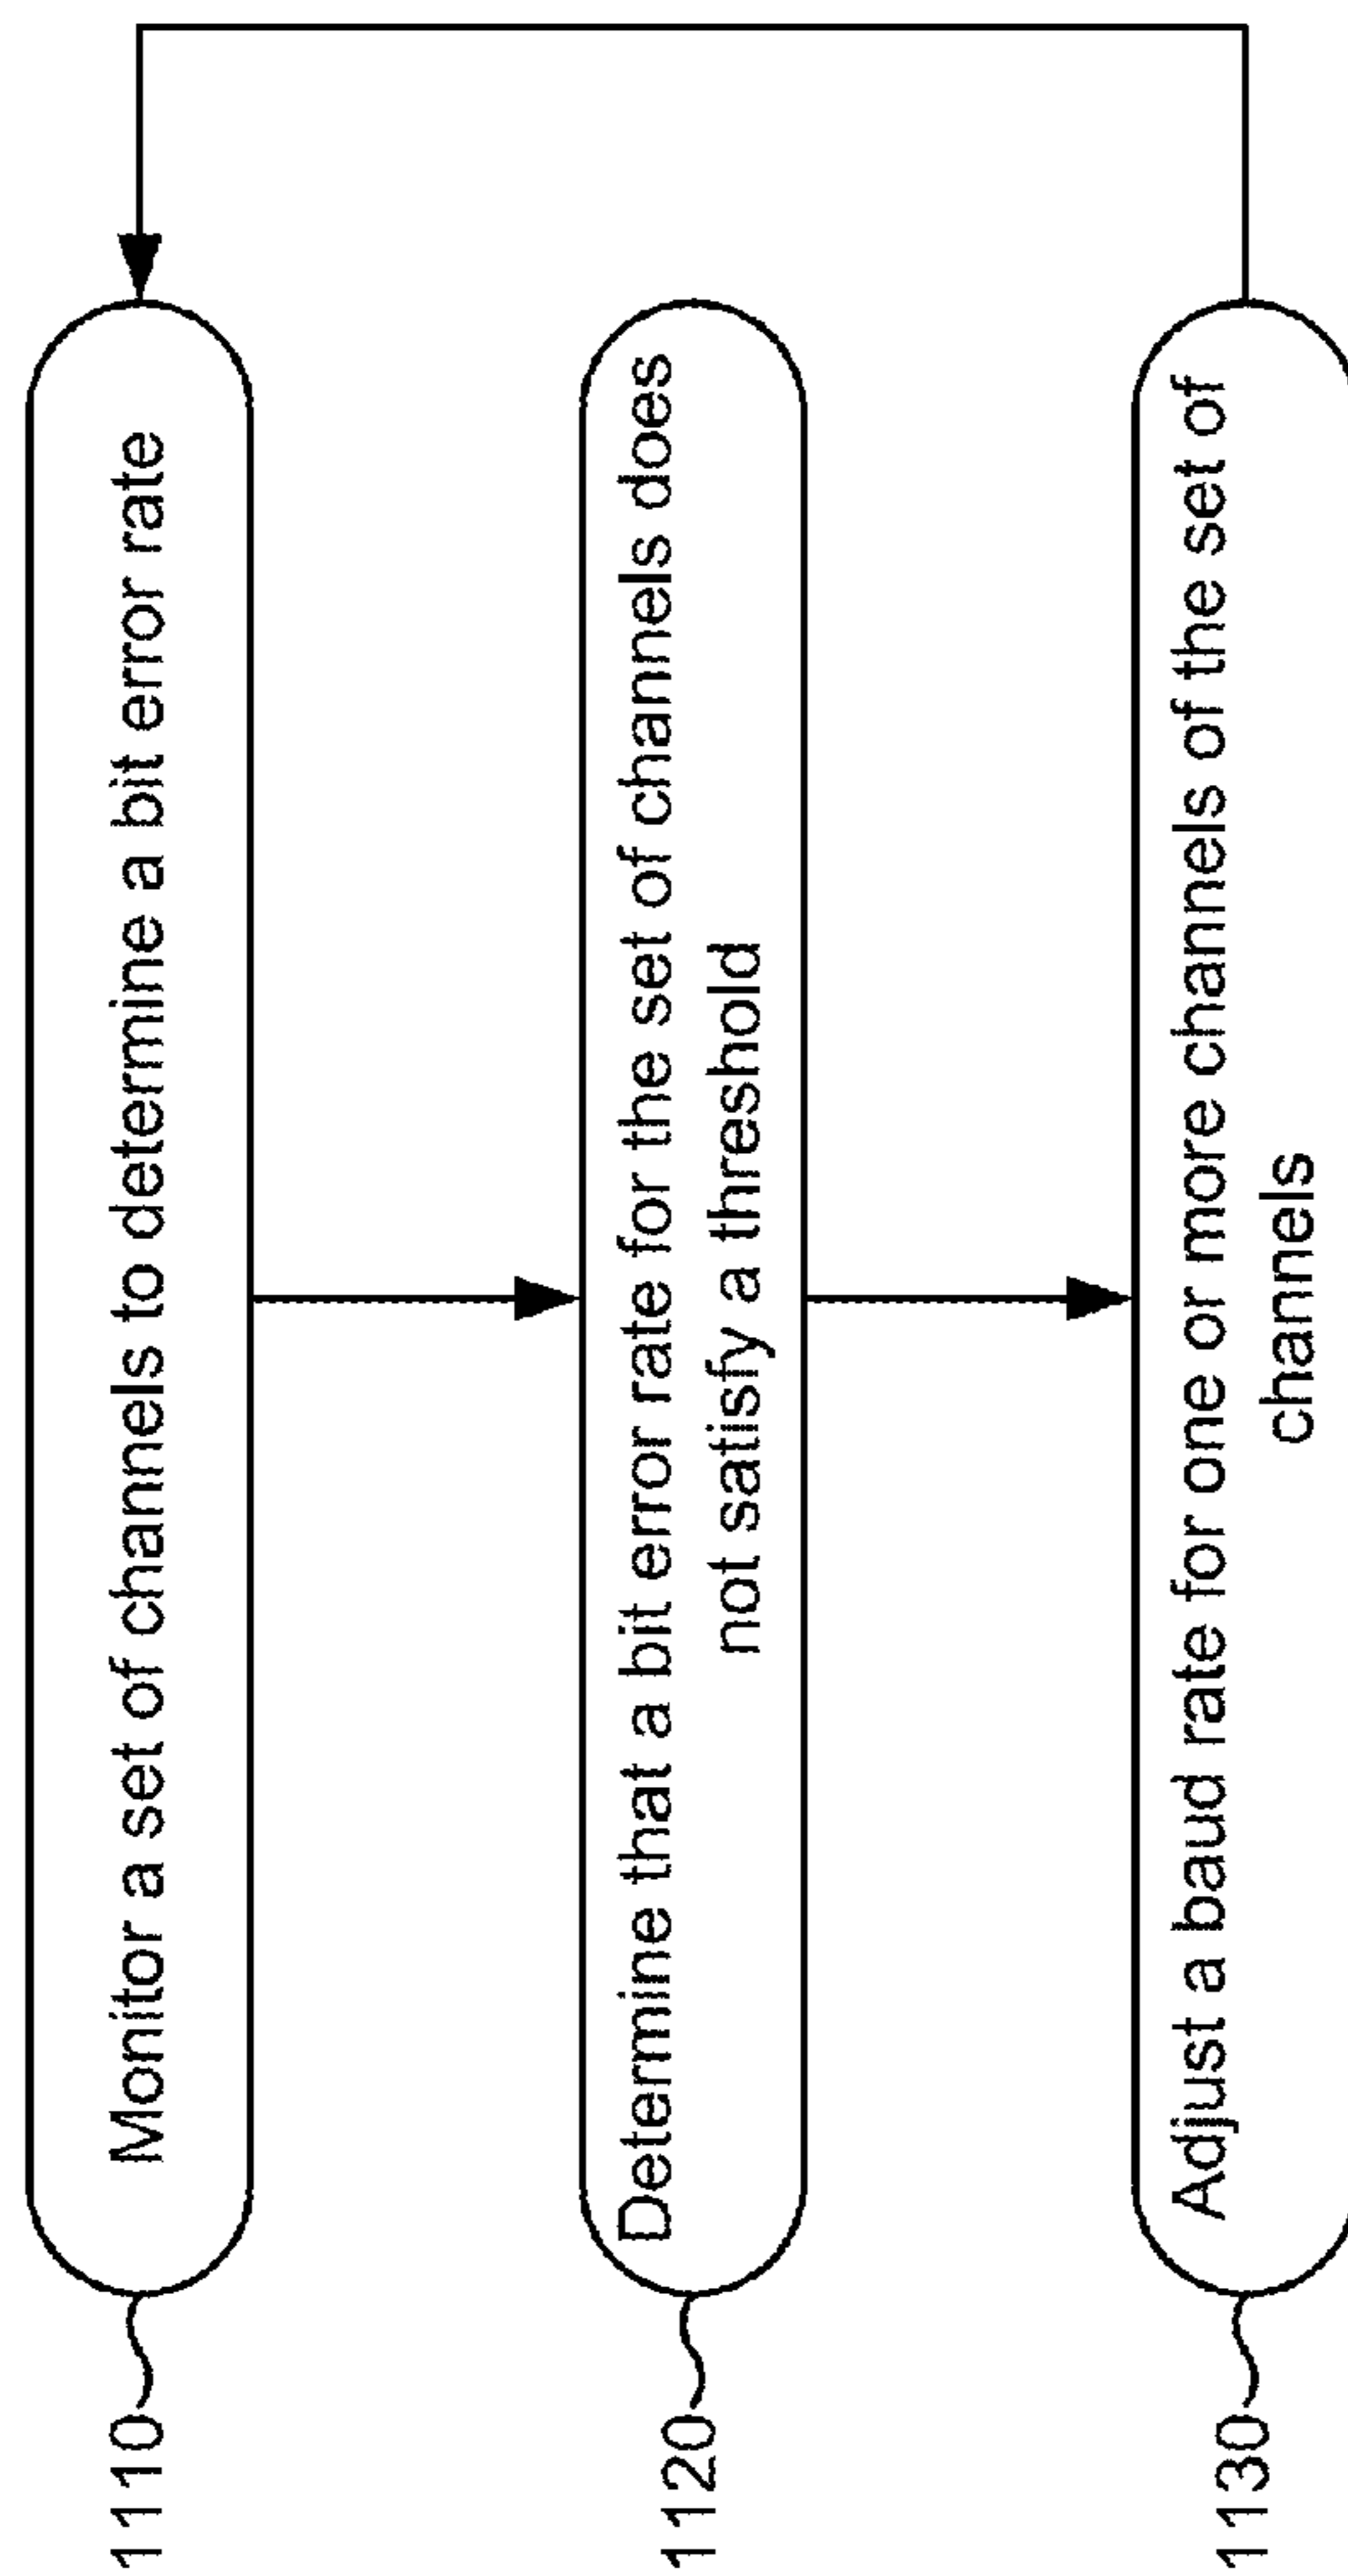 1110
Monitor a set of channels to determine a bit error rate
1120
Determine that a bit error rate for the set of channels does
not satisfy a threshold
1130
Adjust a baud rate for one or more channels of the set of
channels